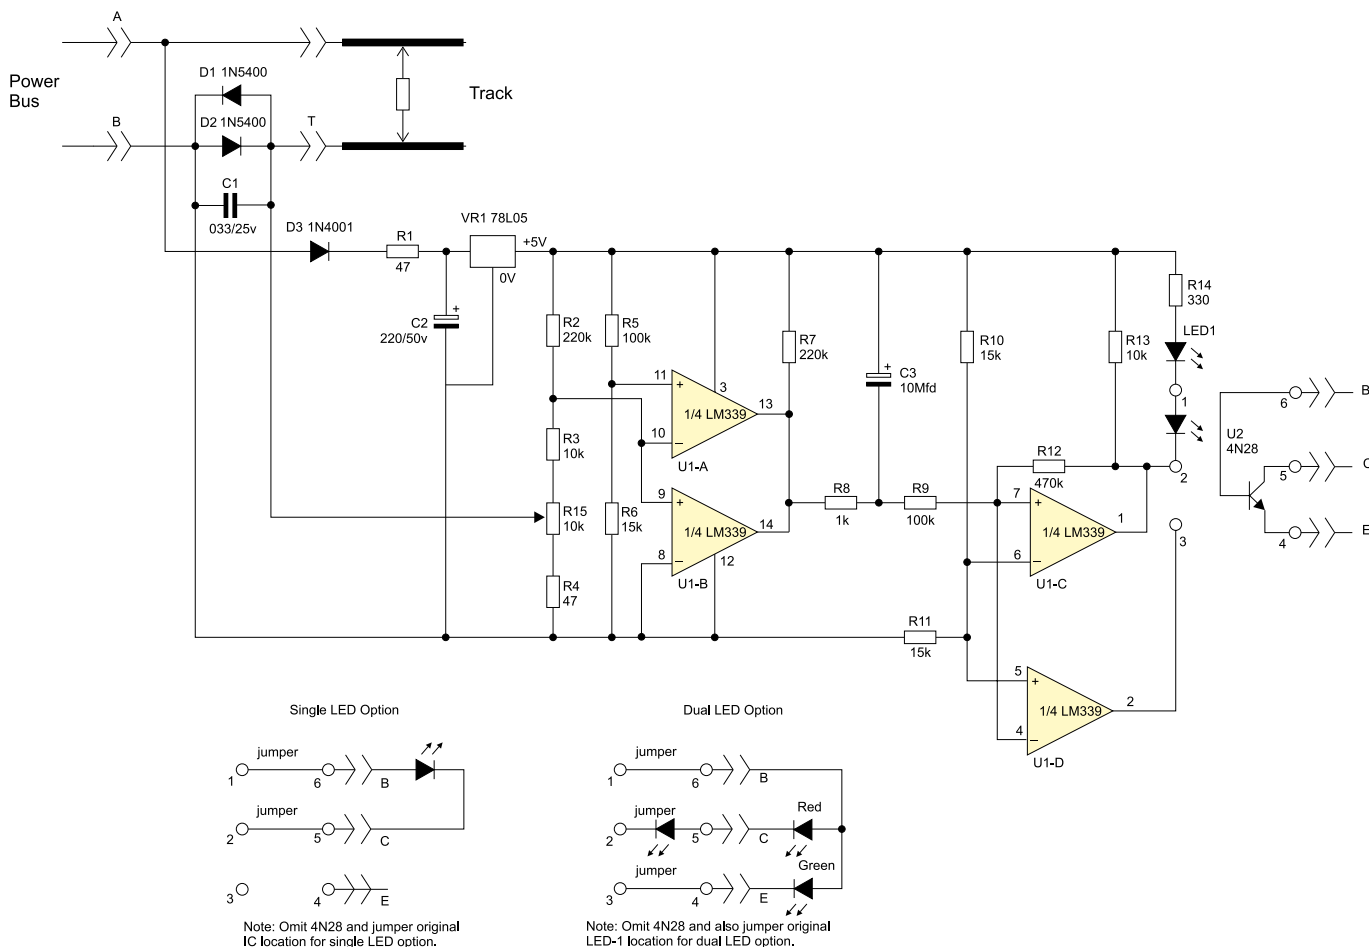 A
Power
Bus
D1 1N5400
Track
B
D2 1N5400
T
C1
033/25v
D3 1N4001
R1
47
VR1 78L05
+5V
0V
R14
330
+
C2
220/50v
R2
220k
R5
100k
R7
220k
+
C3
10Mfd
R10
15k
R13
10k
LED1
11
+
3
1/4 LM339
13
10
−
U1-A
R3
10k
1
B
6
U2
4N28
R12
470k
2
5
C
9
+
R8
1k
R9
100k
7
+
R15
10k
R6
15k
1/4 LM339
14
1/4 LM339
1
3
4
E
8
−
12
U1-B
6
−
U1-C
R4
47
R11
15k
5
+
1/4 LM339
2
4
−
U1-D
Single LED Option
jumper
1
6
B
jumper
2
5
C
3
4
E
Note: Omit 4N28 and jumper original
IC location for single LED option.
Dual LED Option
jumper
1
6
B
jumper
Red
2
5
C
jumper
Green
3
4
E
Note: Omit 4N28 and also jumper original
LED-1 location for dual LED option.